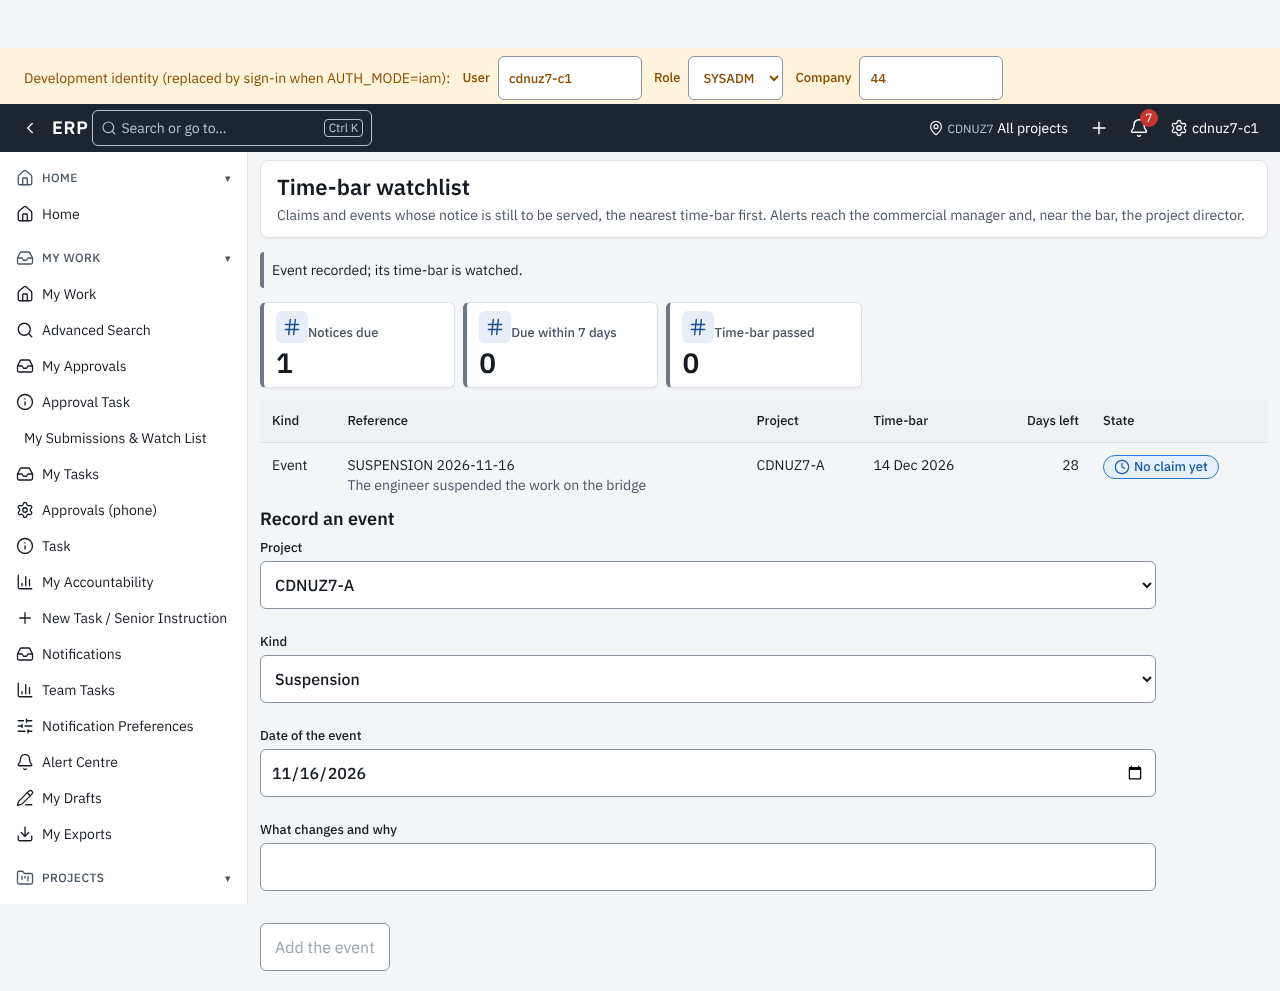 Development identity (replaced by sign-in when AUTH_MODE=iam): User cdnuz7-c1 Role SYSADM Company 44
ERP Search or go to... Ctrl K CDNUZ7 All projects 7 cdnuz7-c1
HOME
Home
MY WORK
My Work
Advanced Search
My Approvals
Approval Task
My Submissions & Watch List
My Tasks
Approvals (phone)
Task
My Accountability
New Task / Senior Instruction
Notifications
Team Tasks
Notification Preferences
Alert Centre
My Drafts
My Exports
PROJECTS
Time-bar watchlist
Claims and events whose notice is still to be served, the nearest time-bar first. Alerts reach the commercial manager and, near the bar, the project director.
Event recorded; its time-bar is watched.
Notices due
1
Due within 7 days
0
Time-bar passed
0
Kind Reference Project Time-bar Days left State
Event SUSPENSION 2026-11-16 CDNUZ7-A 14 Dec 2026 28 No claim yet
The engineer suspended the work on the bridge
Record an event
Project
CDNUZ7-A
Kind
Suspension
Date of the event
11/16/2026
What changes and why
Add the event